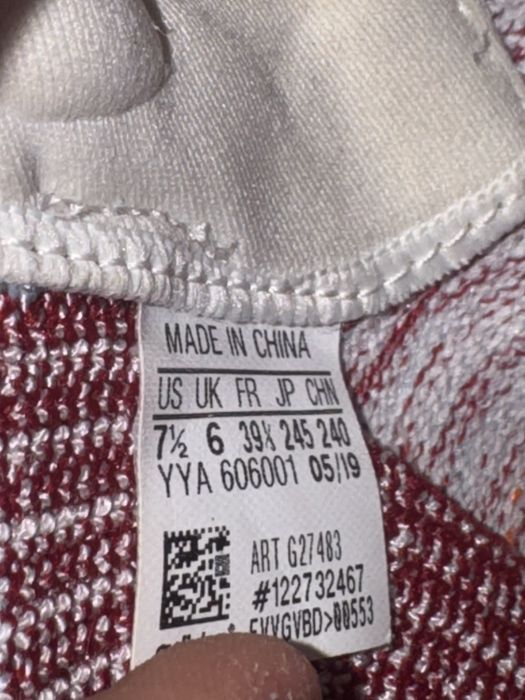 MADE IN CHINA
US UK FR JP CHN
7½ 6 39⅓ 245 240
YYA 606001 05/19
ART G27483
#122732467
EVYGVBD>00553